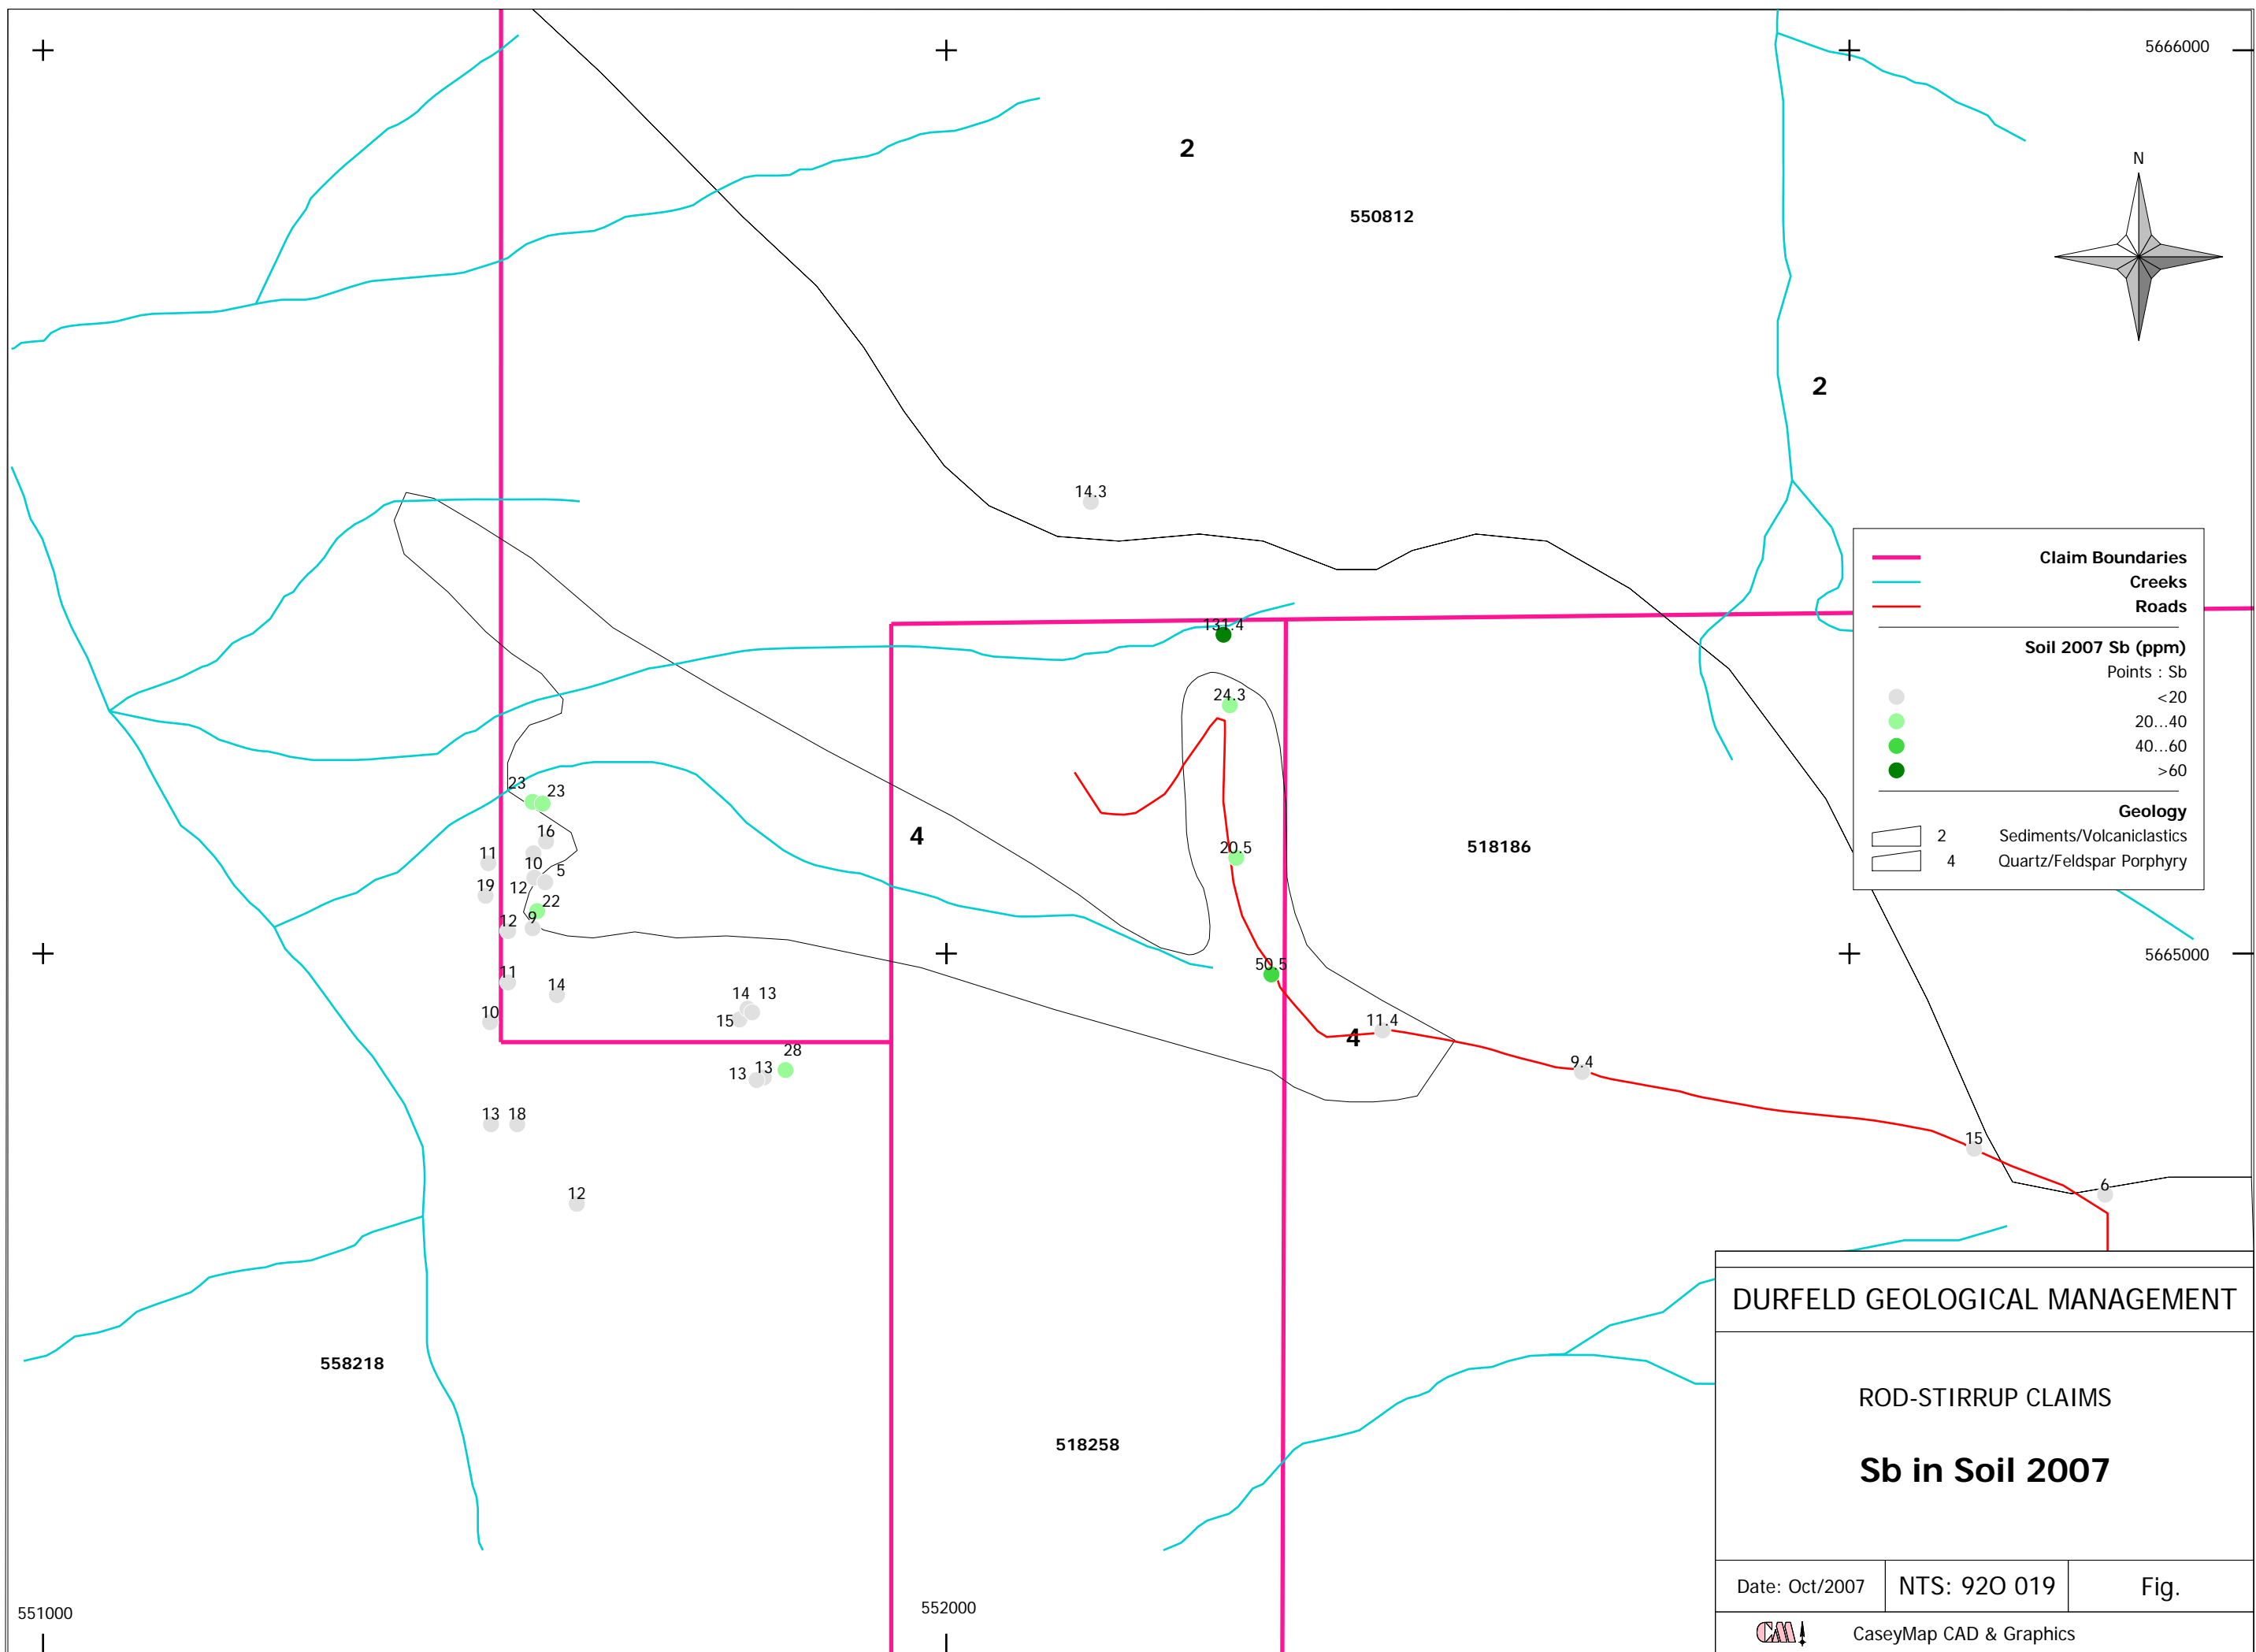 5666000
2
N
550812
2
14.3
Claim Boundaries
Creeks
Roads
Soil 2007 Sb (ppm)
Points : Sb
<20
20...40
40...60
>60
Geology
2 Sediments/Volcaniclastics
4 Quartz/Feldspar Porphyry
131.4
24.3
23
23
16
4
20.5
518186
11
10
5
19
12
22
12
9
5665000
50.5
11
14
14
13
10
15
11.4
4
28
13
13
9.4
13
18
15
12
6
DURFELD GEOLOGICAL MANAGEMENT
558218
ROD-STIRRUP CLAIMS
518258
Sb in Soil 2007
Date: Oct/2007
NTS: 92O 019
Fig.
551000
552000
CMI
CaseyMap CAD & Graphics